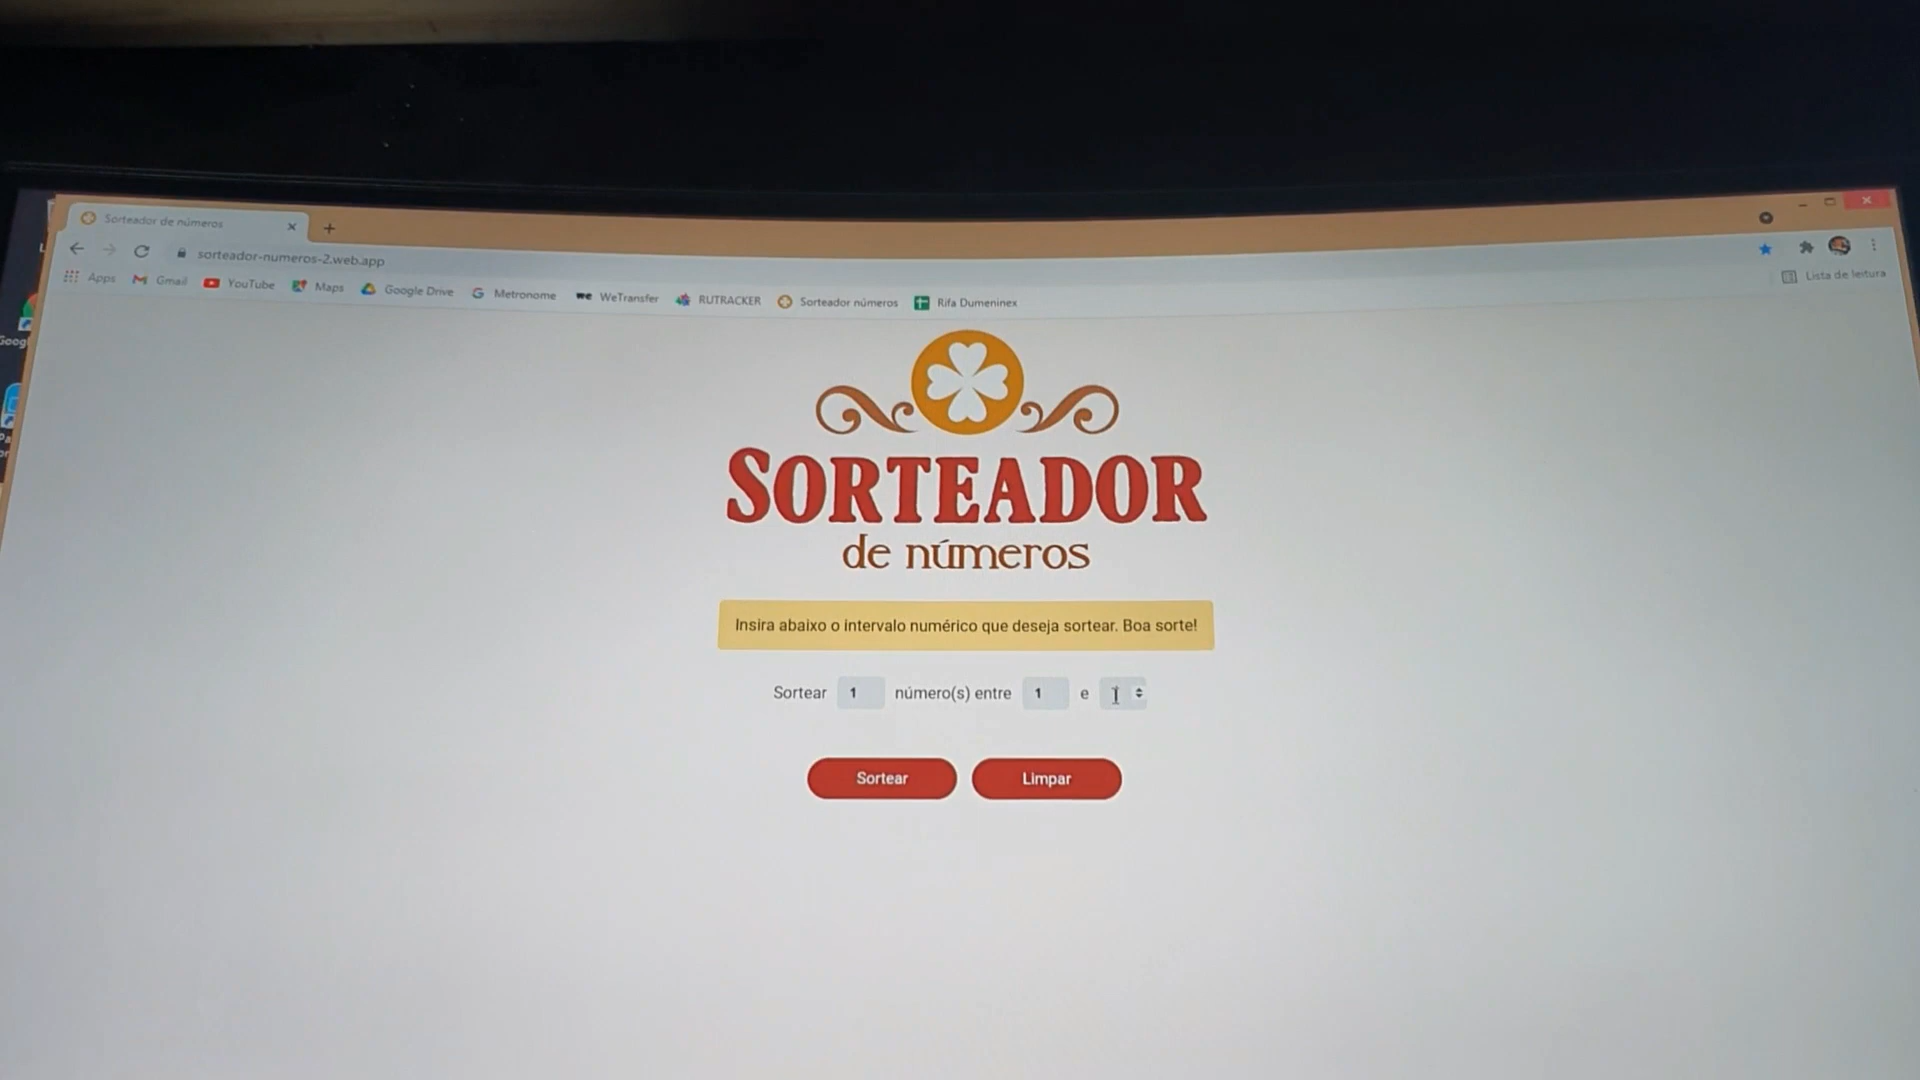 Sorteador de números
sorteador-numeros-2.web.app
Apps Gmail YouTube Maps Google Drive G Metronome we WeTransfer RUTRACKER Sorteador números Rifa Dumeninex
Lista de leitura
SORTEADOR
de números
Insira abaixo o intervalo numérico que deseja sortear. Boa sorte!
Sortear 1 número(s) entre 1 e
Sortear Limpar